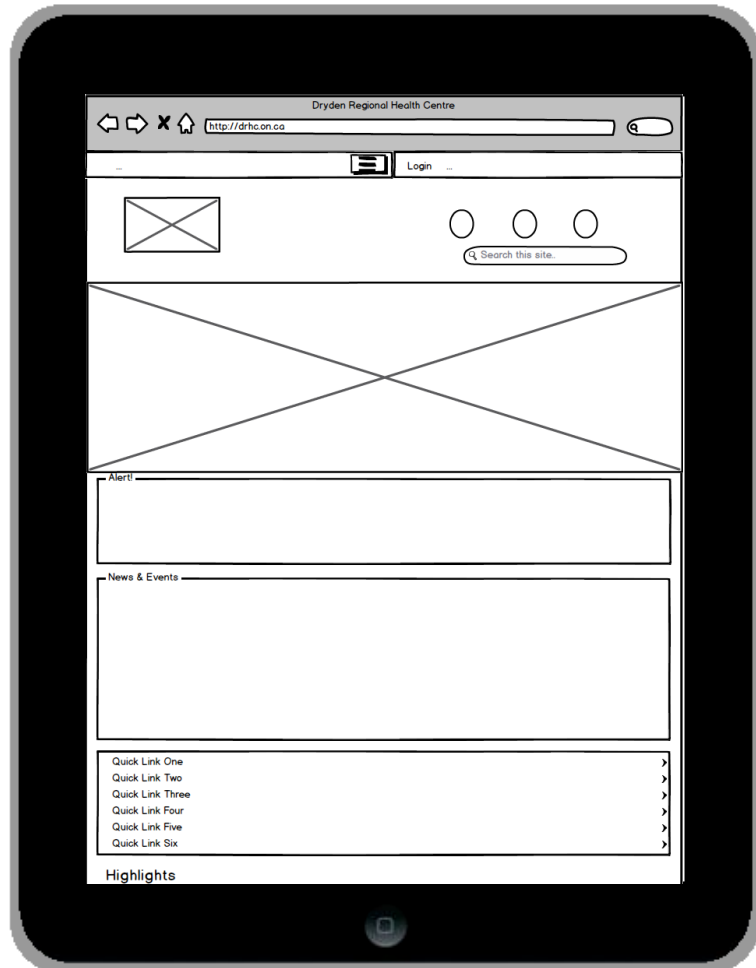 Dryden Regional Health Centre
http://drhc.on.ca
... Login ...
Search this site..
Alert!
News & Events
Quick Link One
Quick Link Two
Quick Link Three
Quick Link Four
Quick Link Five
Quick Link Six
Highlights